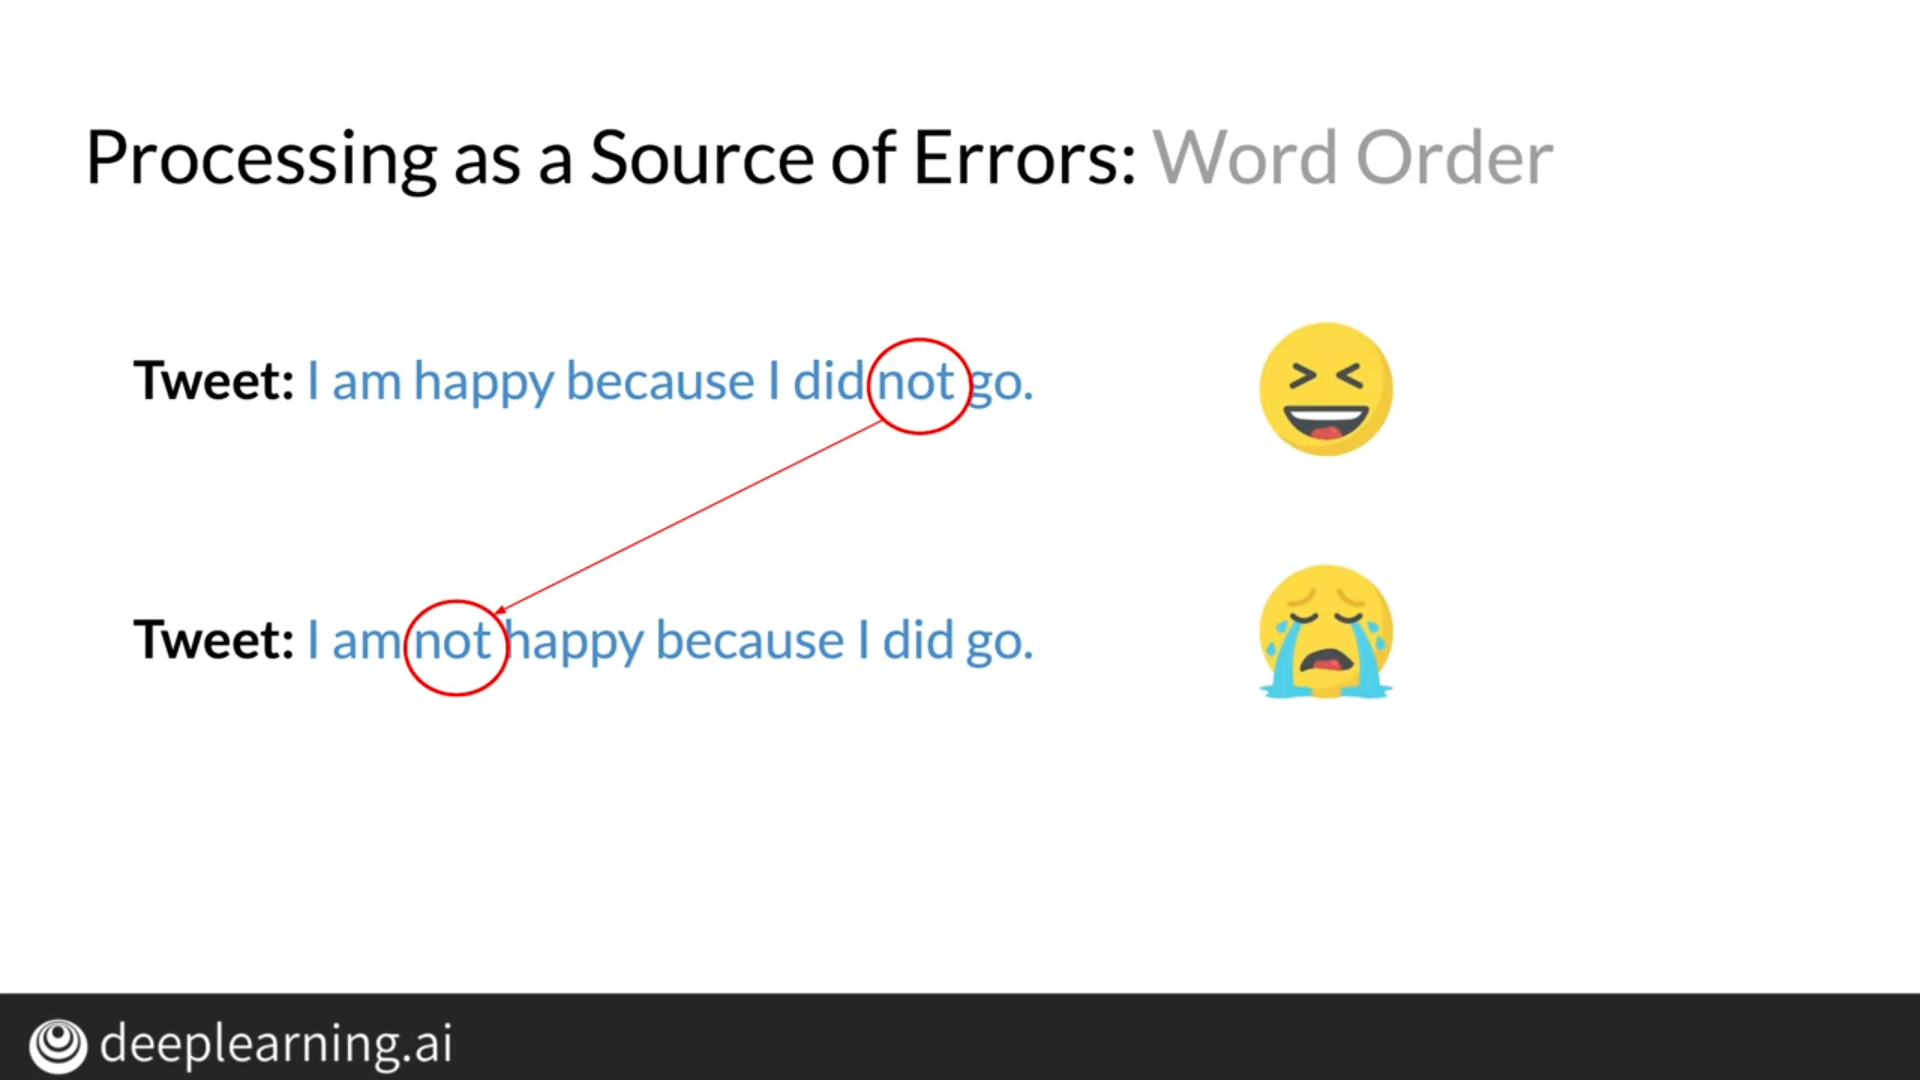 Processing as a Source of Errors: Word Order
Tweet: I am happy because I did not go.
Tweet: I am not happy because I did go.
deeplearning.ai